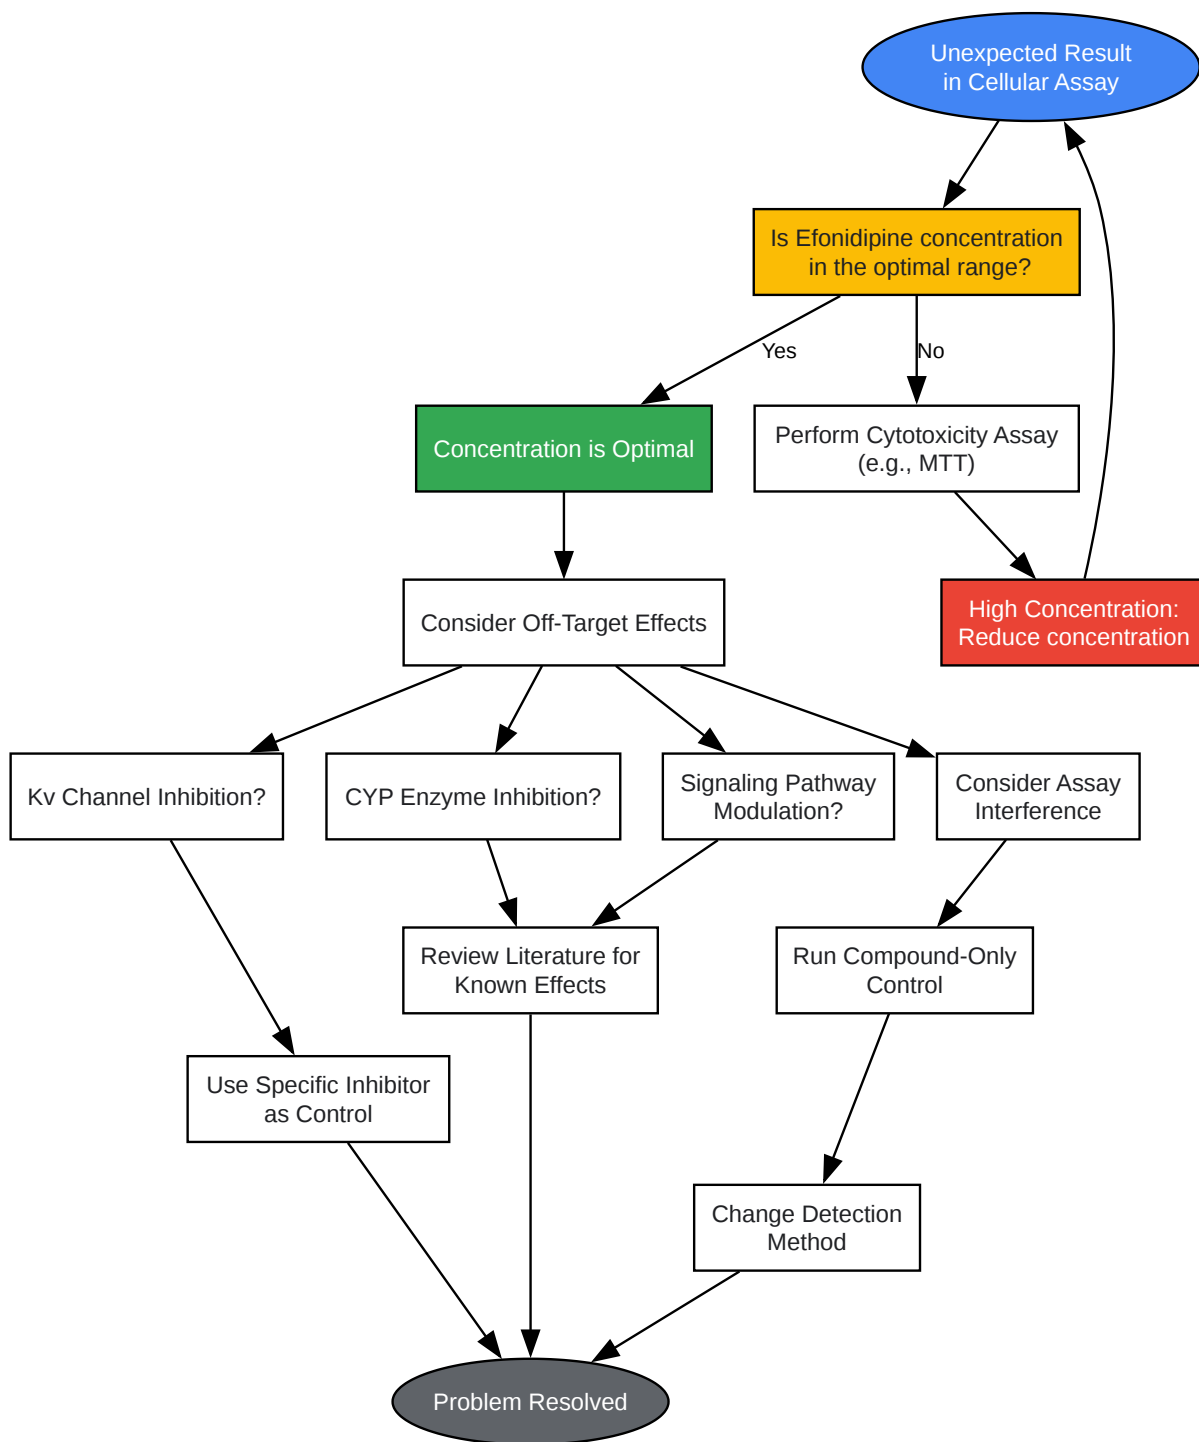 Unexpected Result
in Cellular Assay
Is Efonidipine concentration
in the optimal range?
Yes
No
Concentration is Optimal
Perform Cytotoxicity Assay
(e.g., MTT)
Consider Off-Target Effects
High Concentration:
Reduce concentration
Kv Channel Inhibition?
CYP Enzyme Inhibition?
Signaling Pathway
Modulation?
Consider Assay
Interference
Review Literature for
Known Effects
Run Compound-Only
Control
Use Specific Inhibitor
as Control
Change Detection
Method
Problem Resolved